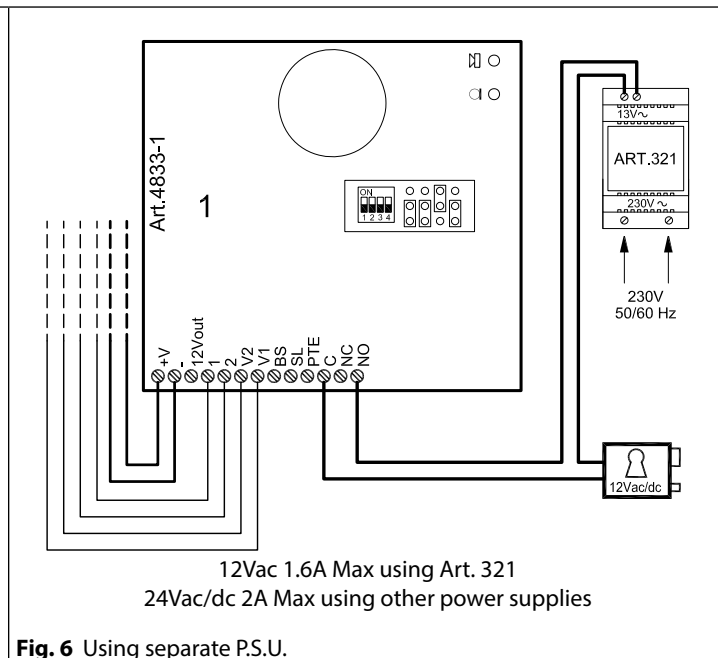 Art.4833-1
1
ON
1 2 3 4
13V~
ART.321
230V ~
230V
50/60 Hz
+V
-
12Vout
1
2
V2
V1
BS
SL
PTE
C
NC
NO
12Vac/dc
12Vac 1.6A Max using Art. 321
24Vac/dc 2A Max using other power supplies
Fig. 6 Using separate P.S.U.